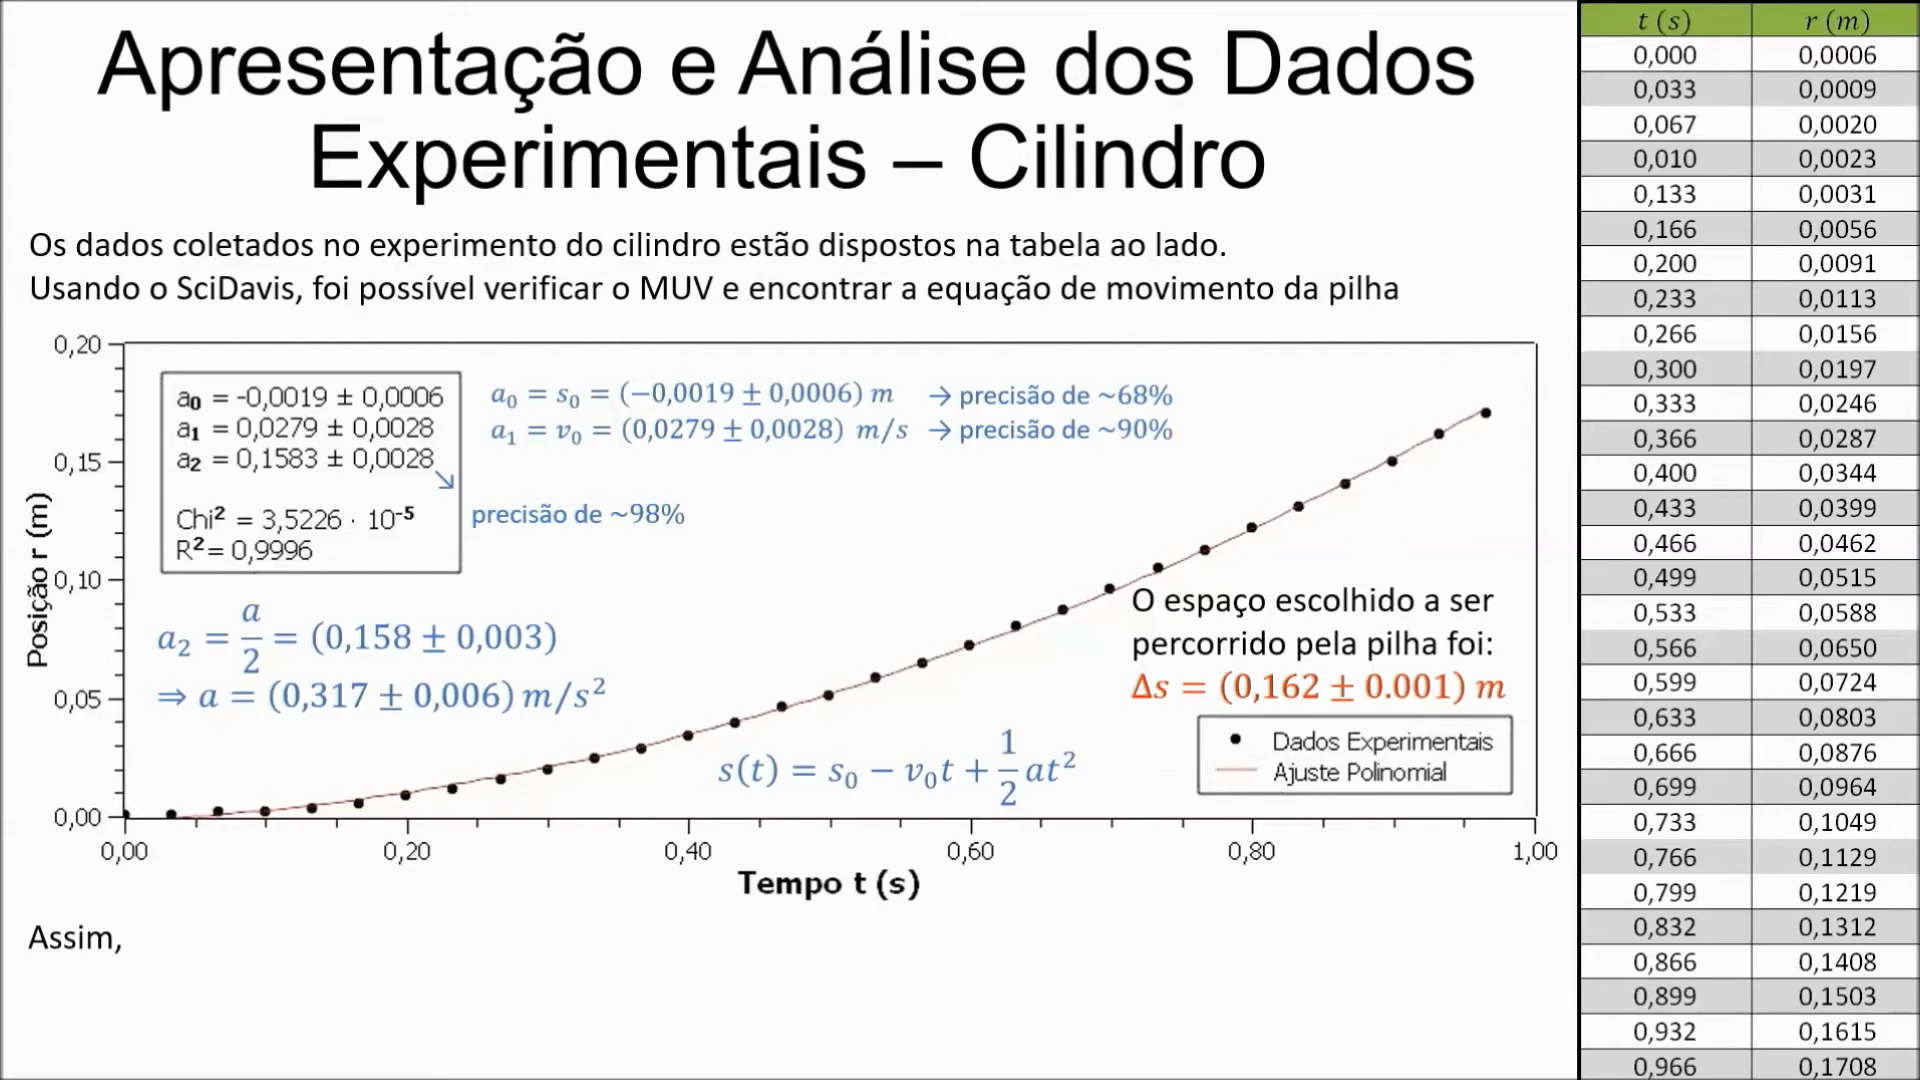 Apresentação e Análise dos Dados
Experimentais – Cilindro
Os dados coletados no experimento do cilindro estão dispostos na tabela ao lado.
Usando o SciDavis, foi possível verificar o MUV e encontrar a equação de movimento da pilha
0,20
0,15
0,10
0,05
0,00
Posição r (m)
a0 = -0,0019 ± 0,0006
a1 = 0,0279 ± 0,0028
a2 = 0,1583 ± 0,0028
Chi² = 3,5226 · 10⁻⁵
R² = 0,9996
a₀ = s₀ = (−0,0019 ± 0,0006) m → precisão de ~68%
a₁ = v₀ = (0,0279 ± 0,0028) m/s → precisão de ~90%
↘
precisão de ~98%
a₂ = a/2 = (0,158 ± 0,003)
⇒ a = (0,317 ± 0,006) m/s²
O espaço escolhido a ser
percorrido pela pilha foi:
Δs = (0,162 ± 0.001) m
s(t) = s₀ − v₀t + 1/2 at²
Dados Experimentais
Ajuste Polinomial
0,00 0,20 0,40 0,60 0,80 1,00
Tempo t (s)
Assim,
t (s) r (m)
0,000 0,0006
0,033 0,0009
0,067 0,0020
0,010 0,0023
0,133 0,0031
0,166 0,0056
0,200 0,0091
0,233 0,0113
0,266 0,0156
0,300 0,0197
0,333 0,0246
0,366 0,0287
0,400 0,0344
0,433 0,0399
0,466 0,0462
0,499 0,0515
0,533 0,0588
0,566 0,0650
0,599 0,0724
0,633 0,0803
0,666 0,0876
0,699 0,0964
0,733 0,1049
0,766 0,1129
0,799 0,1219
0,832 0,1312
0,866 0,1408
0,899 0,1503
0,932 0,1615
0,966 0,1708